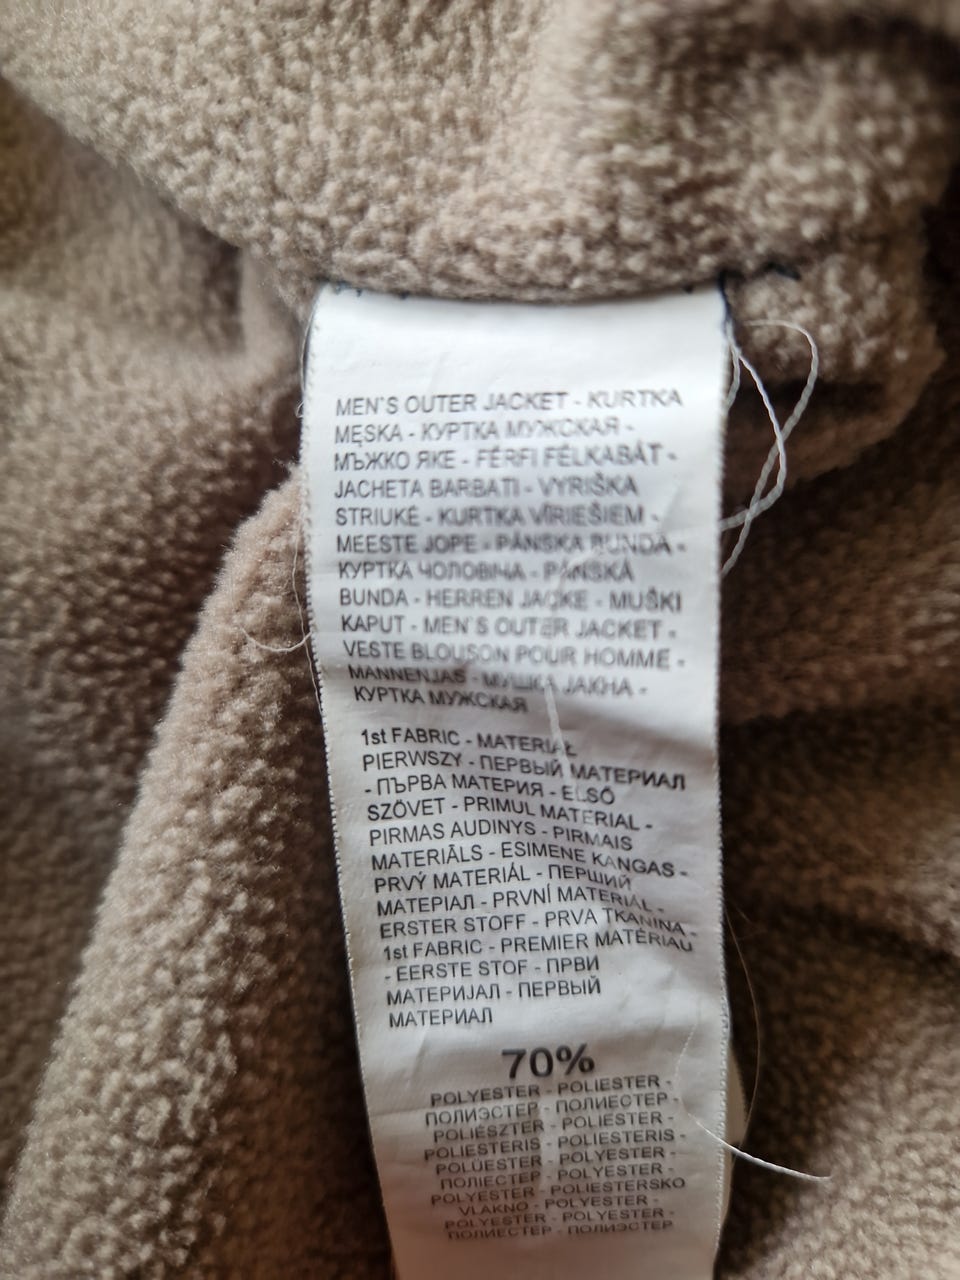 MEN`S OUTER JACKET - KURTKA
MĘSKA - КУРТКА МУЖСКАЯ -
МЪЖКО ЯКЕ - FÉRFI FÉLKABÁT -
JACHETA BARBATI - VYRIŠKA
STRIUKĖ - KURTKA VĪRIEŠIEM -
MEESTE JOPE - PÁNSKA BUNDA -
КУРТКА ЧОЛОВІЧА - PÁNSKÁ
BUNDA - HERREN JACKE - MUŠKI
KAPUT - MEN`S OUTER JACKET -
VESTE BLOUSON POUR HOMME -
MANNENJAS - МУШКА ЈАКНА -
КУРТКА МУЖСКАЯ
1st FABRIC - MATERIAŁ
PIERWSZY - ПЕРВЫЙ МАТЕРИАЛ
- ПЪРВА МАТЕРИЯ - ELSŐ
SZÖVET - PRIMUL MATERIAL -
PIRMAS AUDINYS - PIRMAIS
MATERIĀLS - ESIMENE KANGAS -
PRVÝ MATERIÁL - ПЕРШИЙ
МАТЕРІАЛ - PRVNÍ MATERIÁL -
ERSTER STOFF - PRVA TKANINA -
1st FABRIC - PREMIER MATÉRIAU
- EERSTE STOF - ПРВИ
МАТЕРИЈАЛ - ПЕРВЫЙ
МАТЕРИАЛ
70%
POLYESTER - POLIESTER -
ПОЛИЭСТЕР - ПОЛИЕСТЕР -
POLIÉSZTER - POLIESTER -
POLIESTERIS - POLIESTERIS -
POLÜESTER - POLYESTER -
ПОЛІЕСТЕР - POLYESTER -
POLYESTER - POLIESTERSKO
VLAKNO - POLYESTER -
POLYESTER - POLYESTER -
ПОЛИЕСТЕР - ПОЛИЭСТЕР